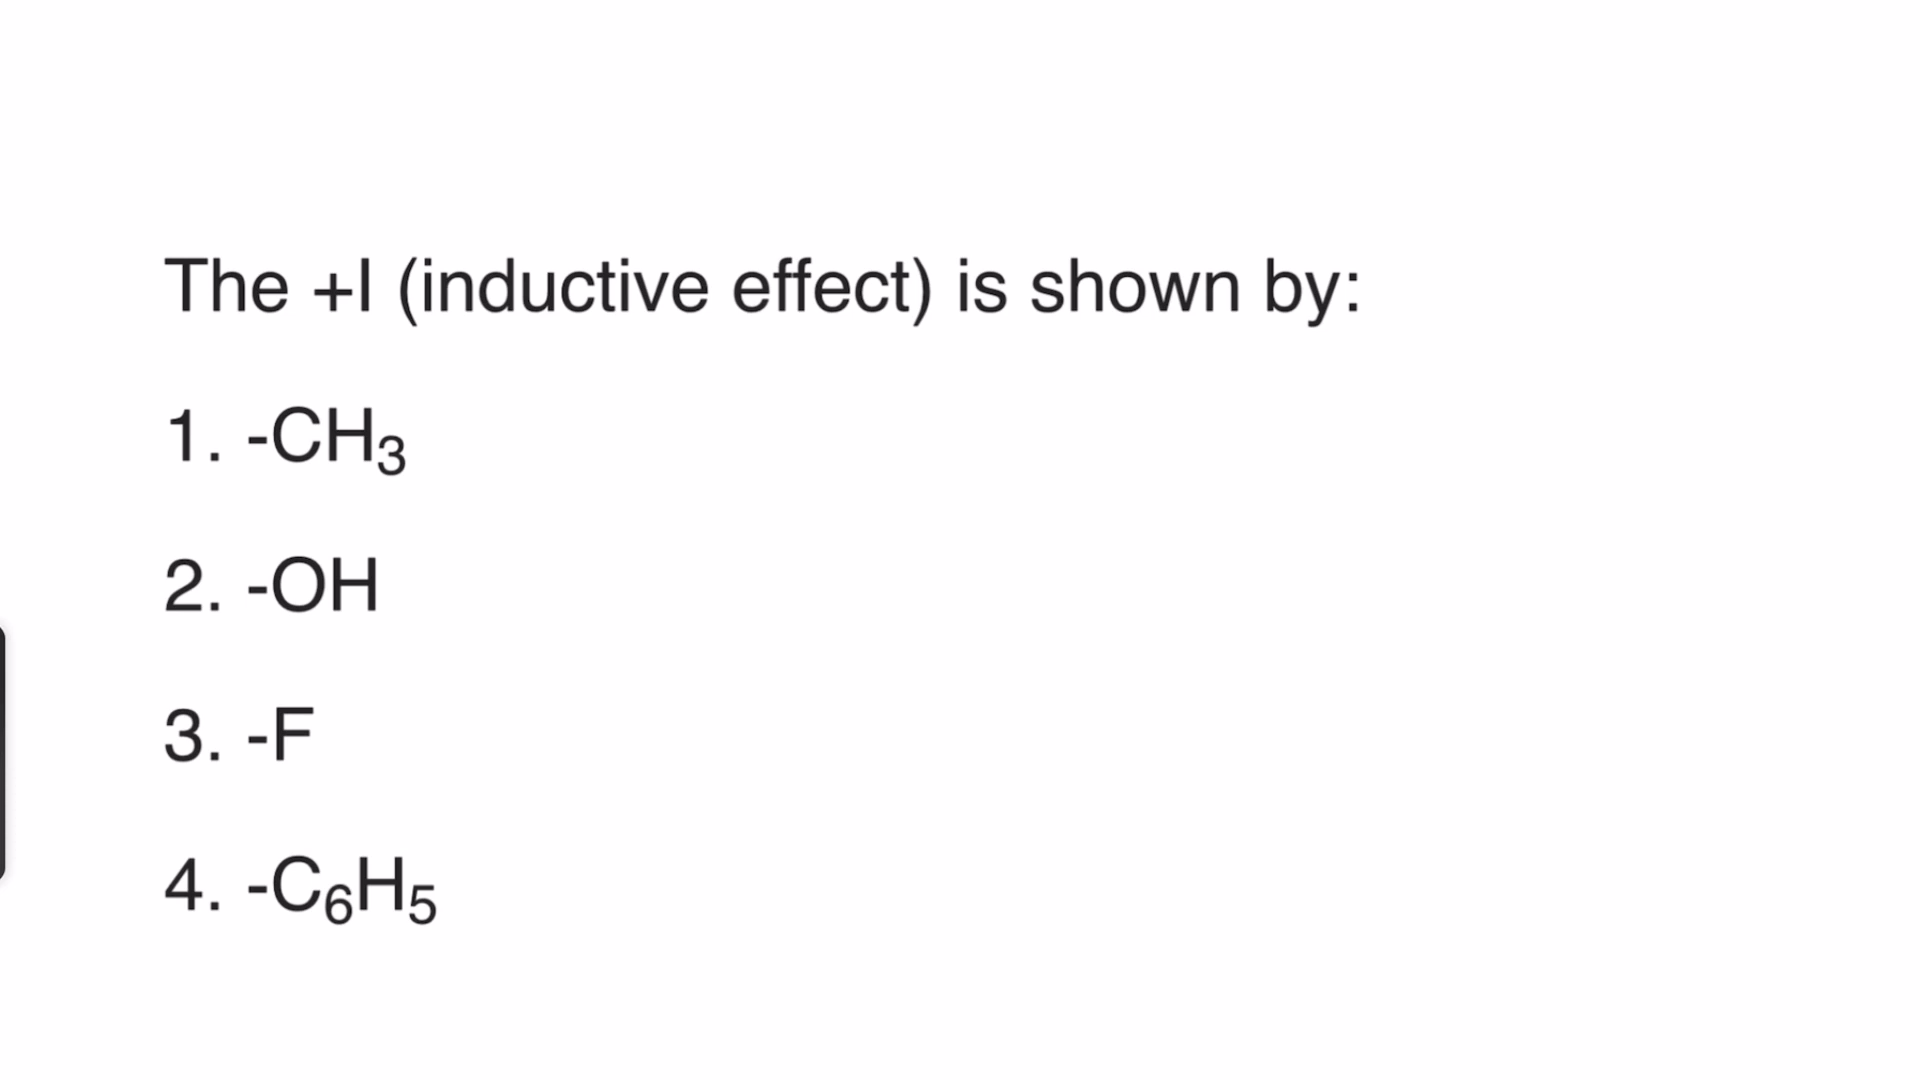 The +I (inductive effect) is shown by:
1. -CH₃
2. -OH
3. -F
4. -C₆H₅